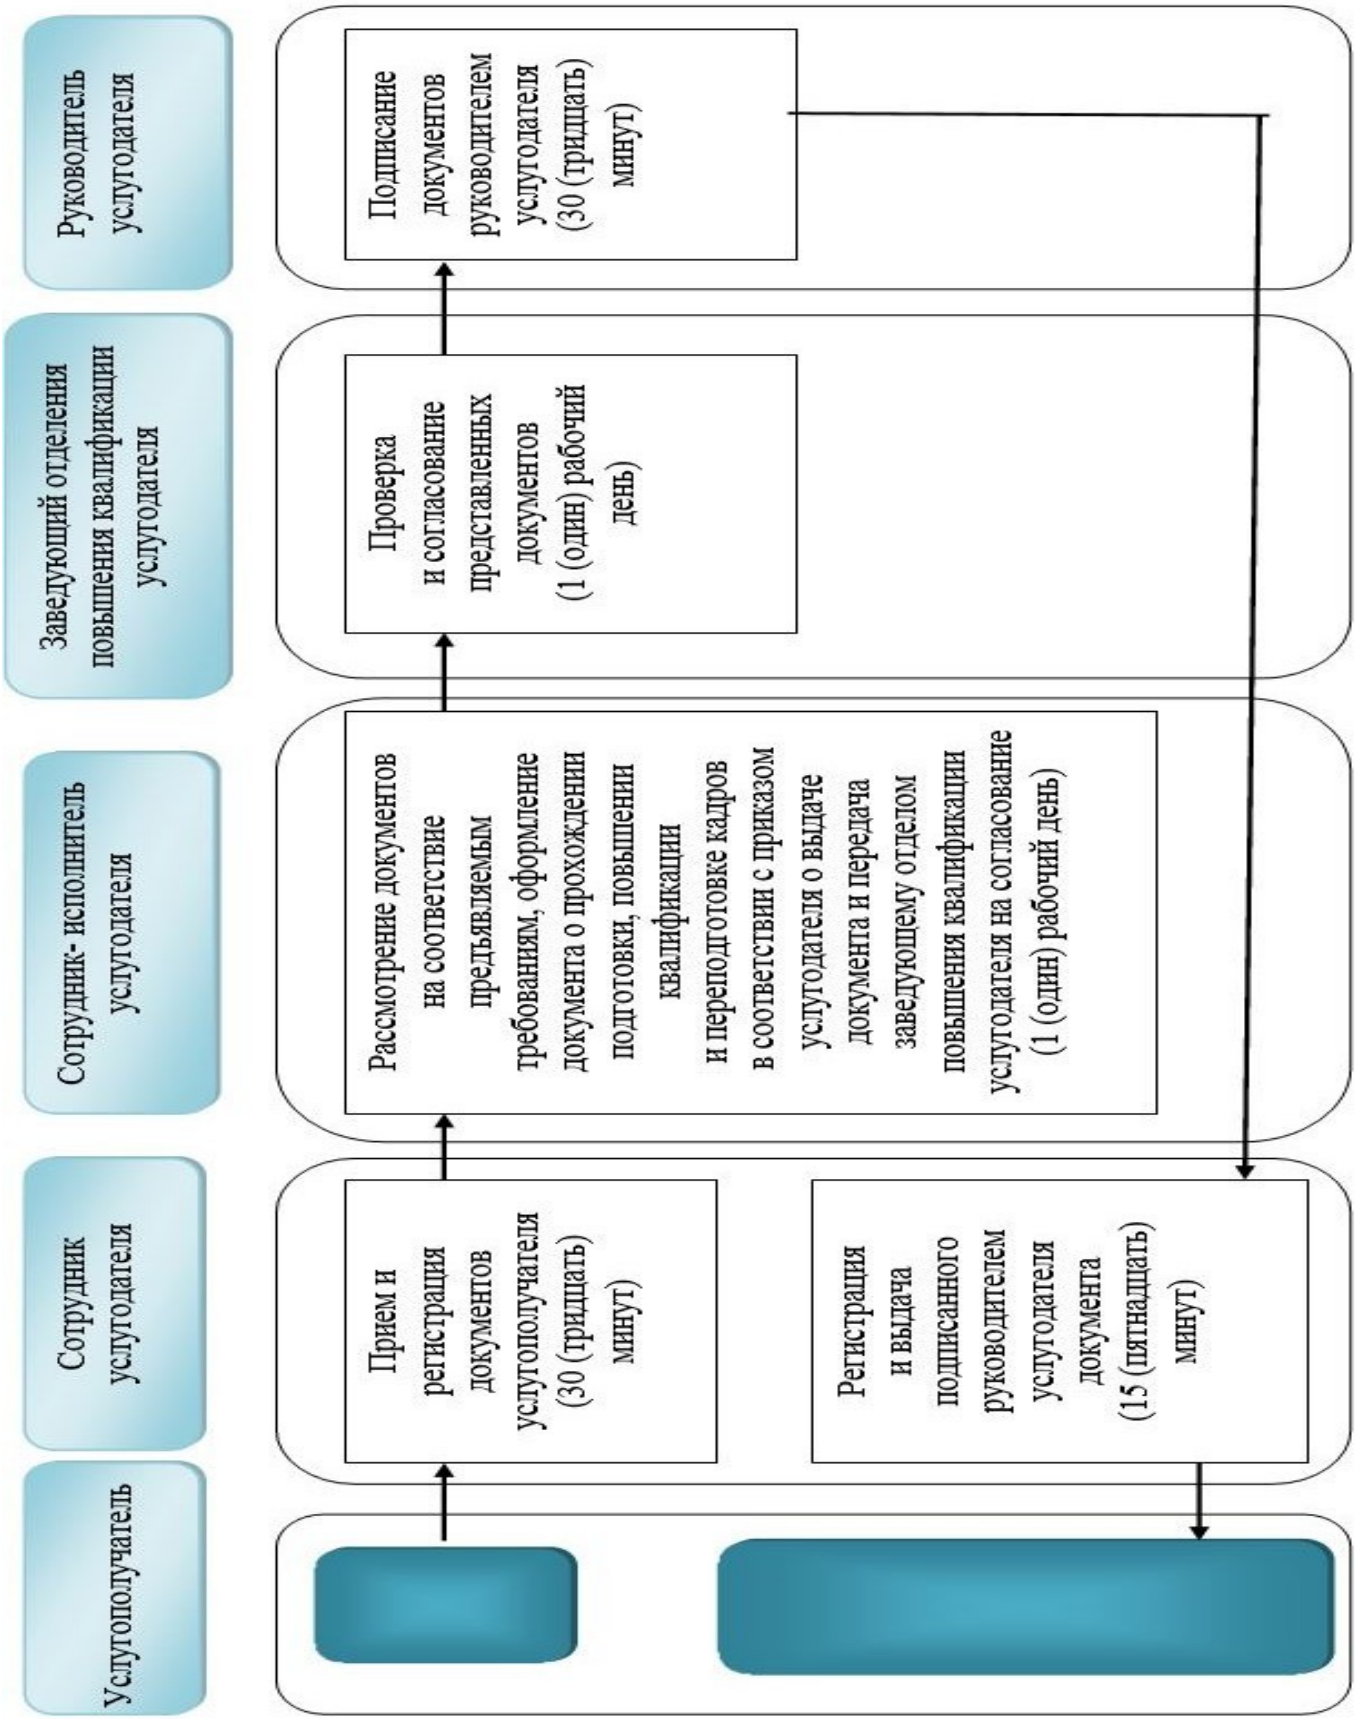 Услугополучатель
Сотрудник
услугодателя
Сотрудник- исполнитель
услугодателя
Заведующий отделения
повышения квалификации
услугодателя
Руководитель
услугодателя
Прием и
регистрация
документов
услугополучателя
(30 (тридцать)
минут)
Рассмотрение документов
на соответствие
предъявляемым
требованиям, оформление
документа о прохождении
подготовки, повышении
квалификации
и переподготовке кадров
в соответствии с приказом
услугодателя о выдаче
документа и передача
заведующему отделом
повышения квалификации
услугодателя на согласование
(1 (один) рабочий день)
Проверка
и согласование
представленных
документов
(1 (один) рабочий
день)
Подписание
документов
руководителем
услугодателя
(30 (тридцать)
минут)
Регистрация
и выдача
подписанного
руководителем
услугодателя
документа
(15 (пятнадцать)
минут)